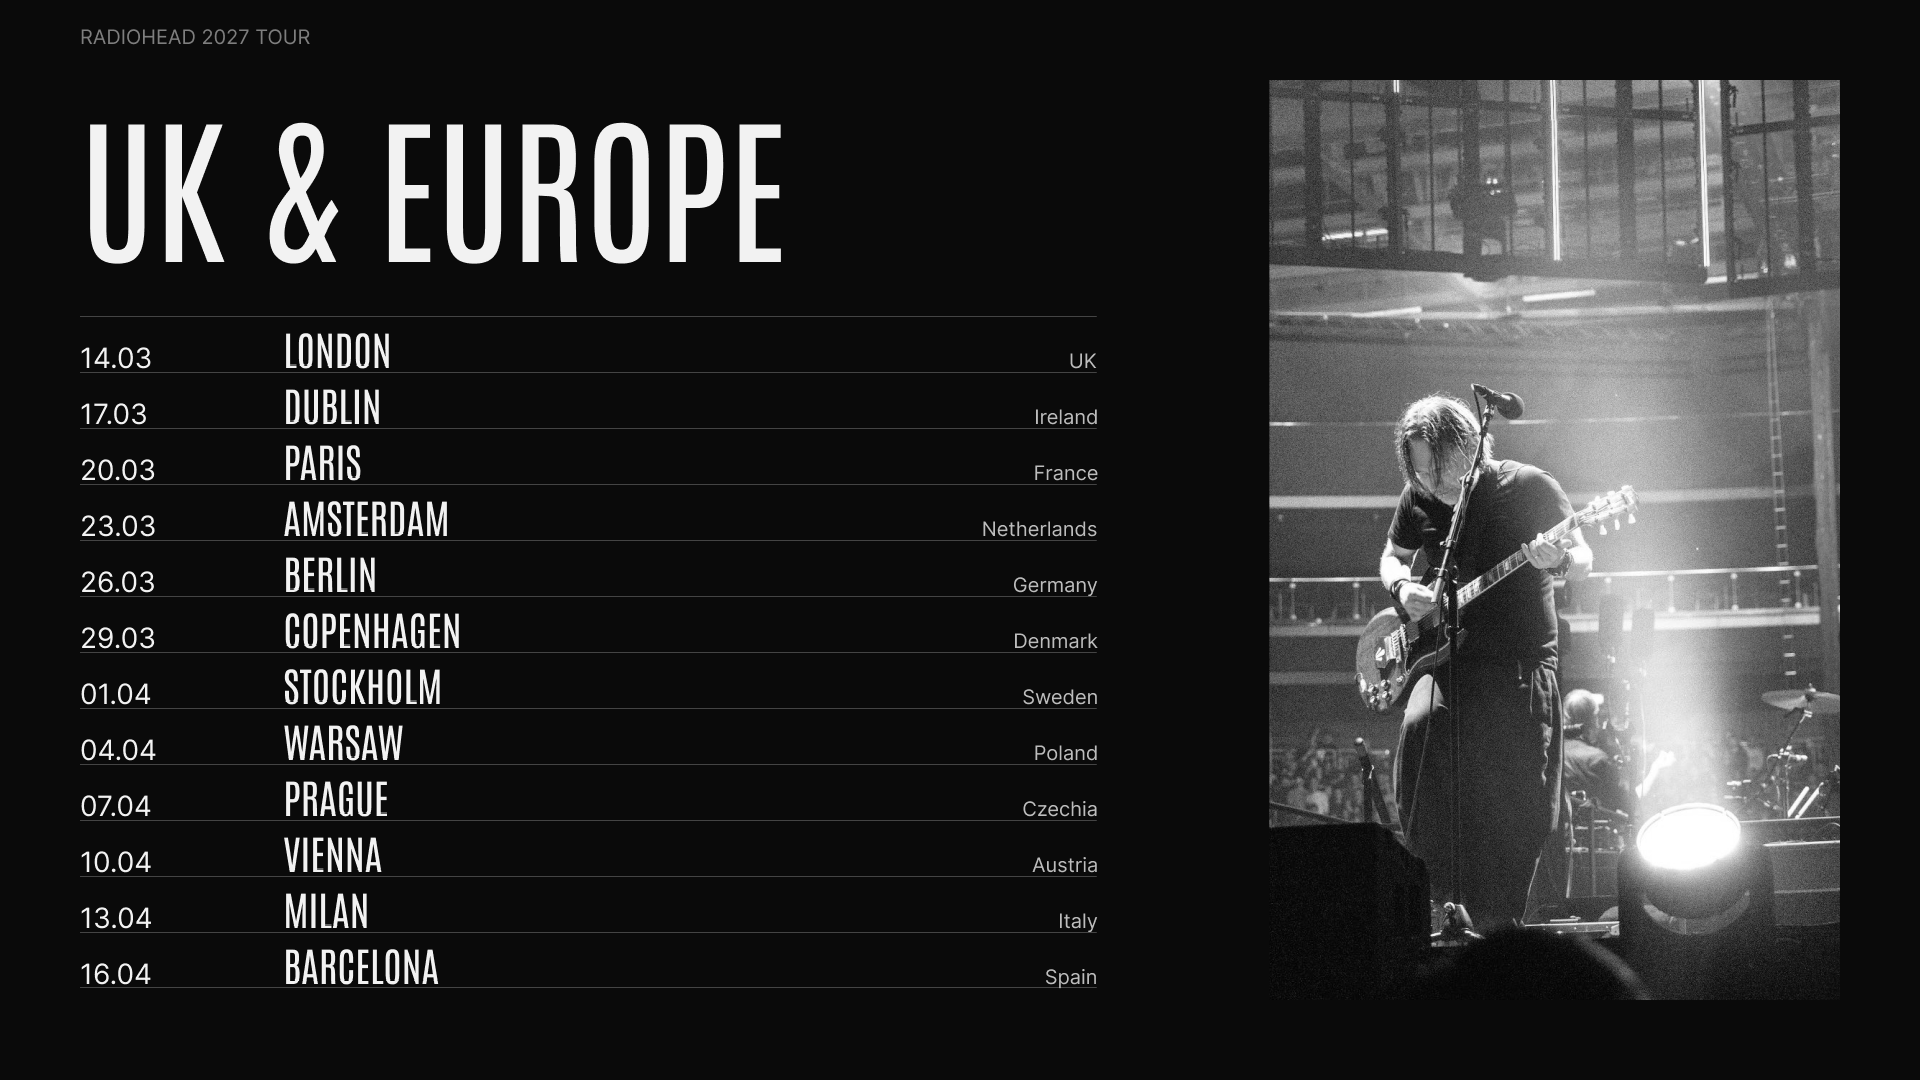 RADIOHEAD 2027 TOUR
UK & EUROPE
14.03 LONDON UK
17.03 DUBLIN Ireland
20.03 PARIS France
23.03 AMSTERDAM Netherlands
26.03 BERLIN Germany
29.03 COPENHAGEN Denmark
01.04 STOCKHOLM Sweden
04.04 WARSAW Poland
07.04 PRAGUE Czechia
10.04 VIENNA Austria
13.04 MILAN Italy
16.04 BARCELONA Spain